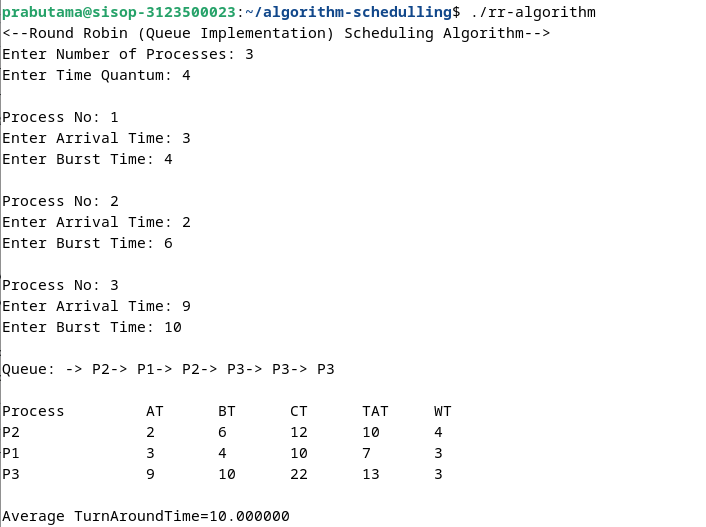 prabutama@sisop-3123500023:~/algorithm-schedulling$ ./rr-algorithm
<--Round Robin (Queue Implementation) Scheduling Algorithm-->
Enter Number of Processes: 3
Enter Time Quantum: 4

Process No: 1
Enter Arrival Time: 3
Enter Burst Time: 4

Process No: 2
Enter Arrival Time: 2
Enter Burst Time: 6

Process No: 3
Enter Arrival Time: 9
Enter Burst Time: 10

Queue: -> P2-> P1-> P2-> P3-> P3-> P3

Process         AT      BT      CT      TAT     WT
P2              2       6       12      10      4
P1              3       4       10      7       3
P3              9       10      22      13      3

Average TurnAroundTime=10.000000